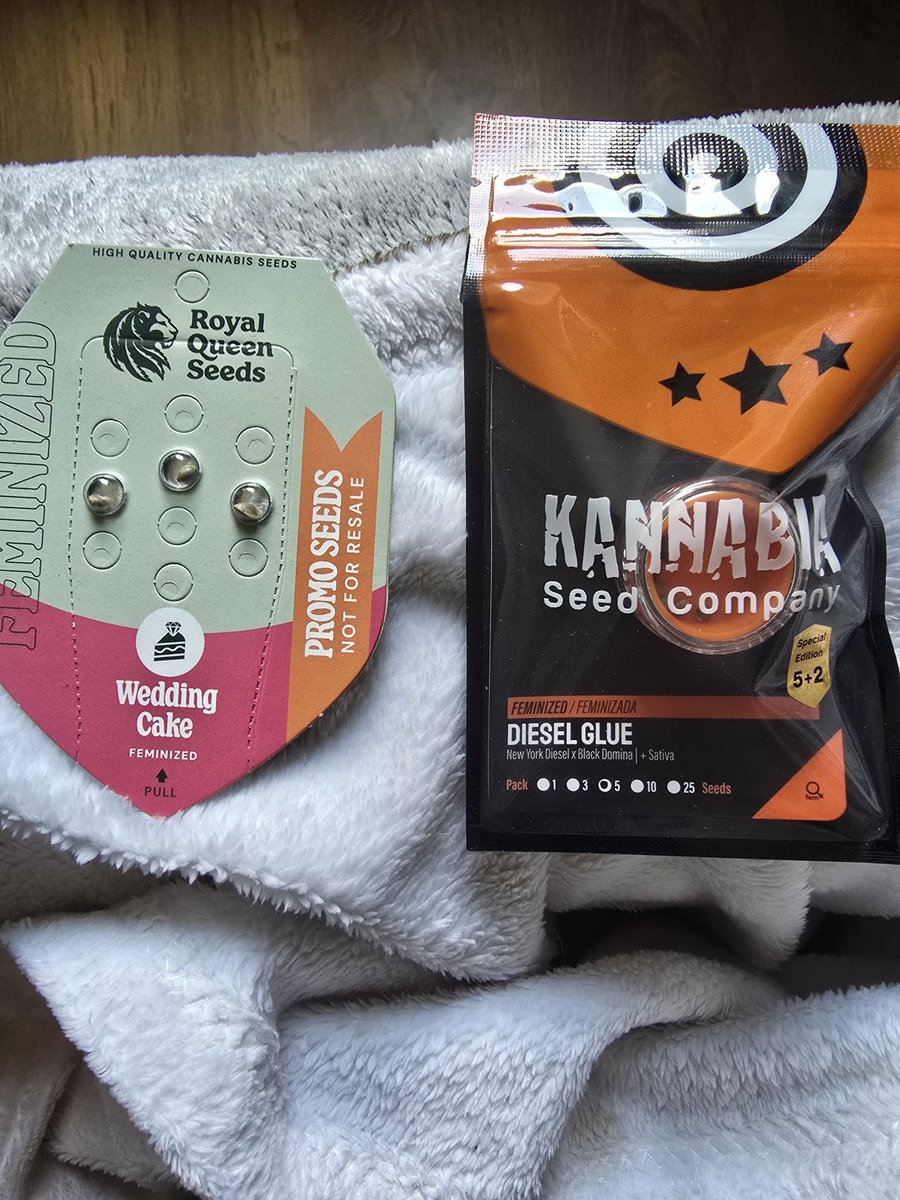 HIGH QUALITY CANNABIS SEEDS
Royal
Queen
Seeds
FEMINIZED
PROMO SEEDS
NOT FOR RESALE
Wedding
Cake
FEMINIZED
PULL
KANNABIA
Seed Company
Special
Edition
5+2
FEMINIZED / FEMINIZADA
DIESEL GLUE
New York Diesel x Black Domina | + Sativa
Pack 1 3 5 10 25 Seeds
fem